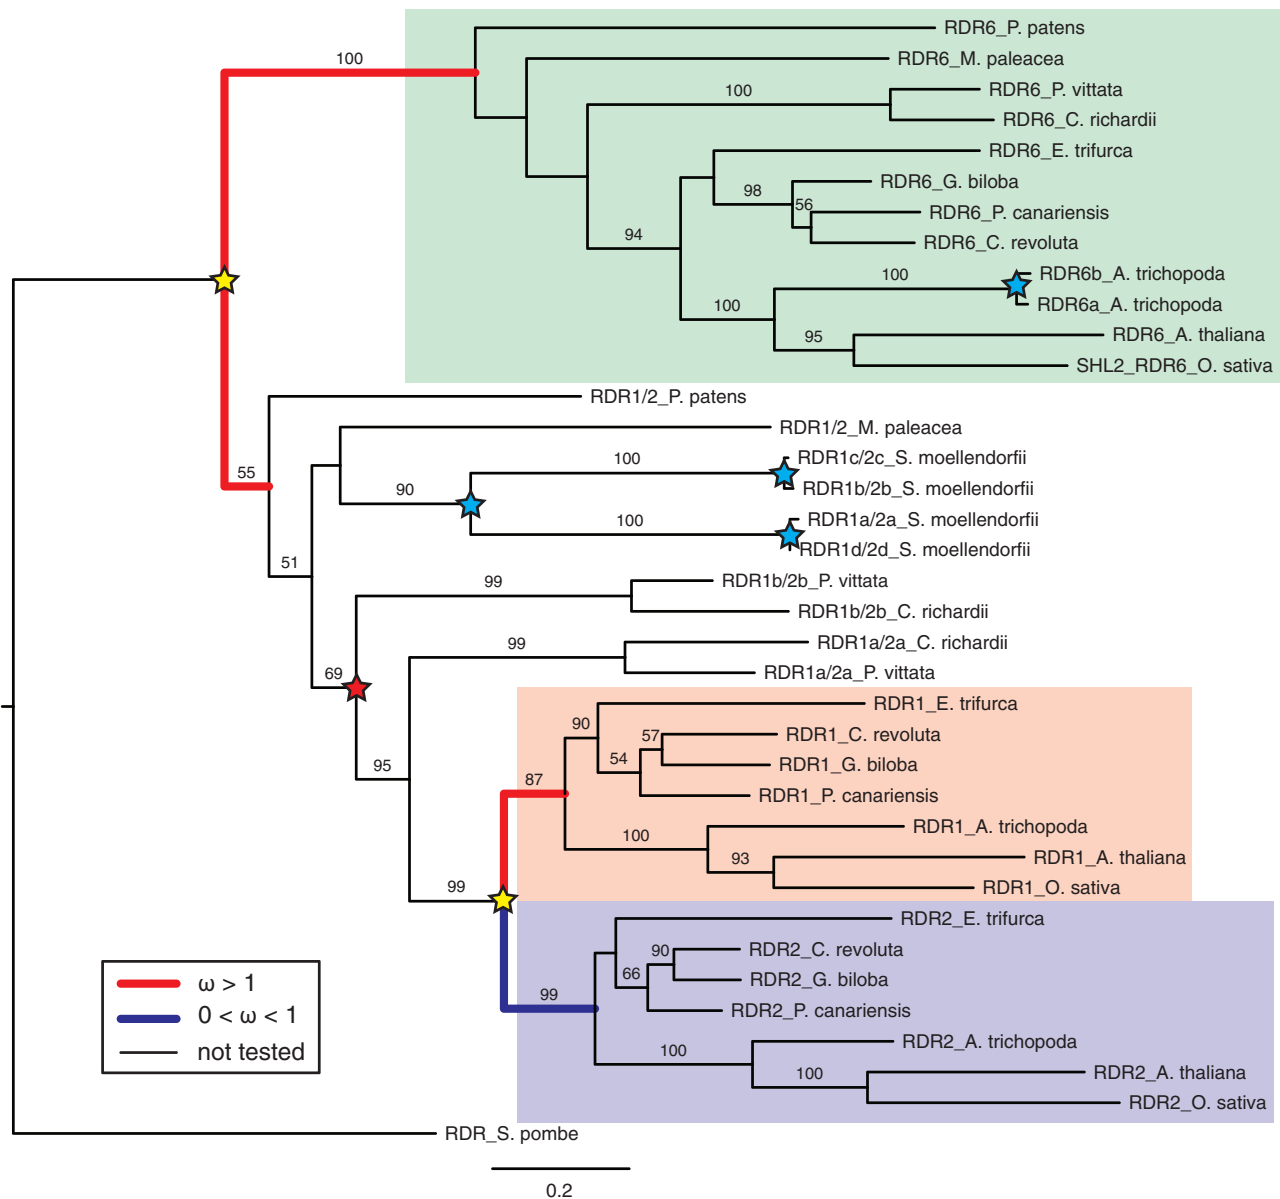 RDR6_P. patens
100
RDR6_M. paleacea
100
RDR6_P. vittata
RDR6_C. richardii
RDR6_E. trifurca
98
RDR6_G. biloba
56
RDR6_P. canariensis
94
RDR6_C. revoluta
100
RDR6b_A. trichopoda
100
RDR6a_A. trichopoda
95
RDR6_A. thaliana
SHL2_RDR6_O. sativa
RDR1/2_P. patens
RDR1/2_M. paleacea
55
100
RDR1c/2c_S. moellendorfii
90
RDR1b/2b_S. moellendorfii
100
RDR1a/2a_S. moellendorfii
RDR1d/2d_S. moellendorfii
51
99
RDR1b/2b_P. vittata
RDR1b/2b_C. richardii
99
RDR1a/2a_C. richardii
69
RDR1a/2a_P. vittata
RDR1_E. trifurca
90
57
RDR1_C. revoluta
95
54
RDR1_G. biloba
87
RDR1_P. canariensis
100
RDR1_A. trichopoda
93
RDR1_A. thaliana
99
RDR1_O. sativa
RDR2_E. trifurca
90
RDR2_C. revoluta
66
RDR2_G. biloba
99
RDR2_P. canariensis
100
RDR2_A. trichopoda
100
RDR2_A. thaliana
RDR2_O. sativa
ω > 1
0 < ω < 1
not tested
RDR_S. pombe
0.2